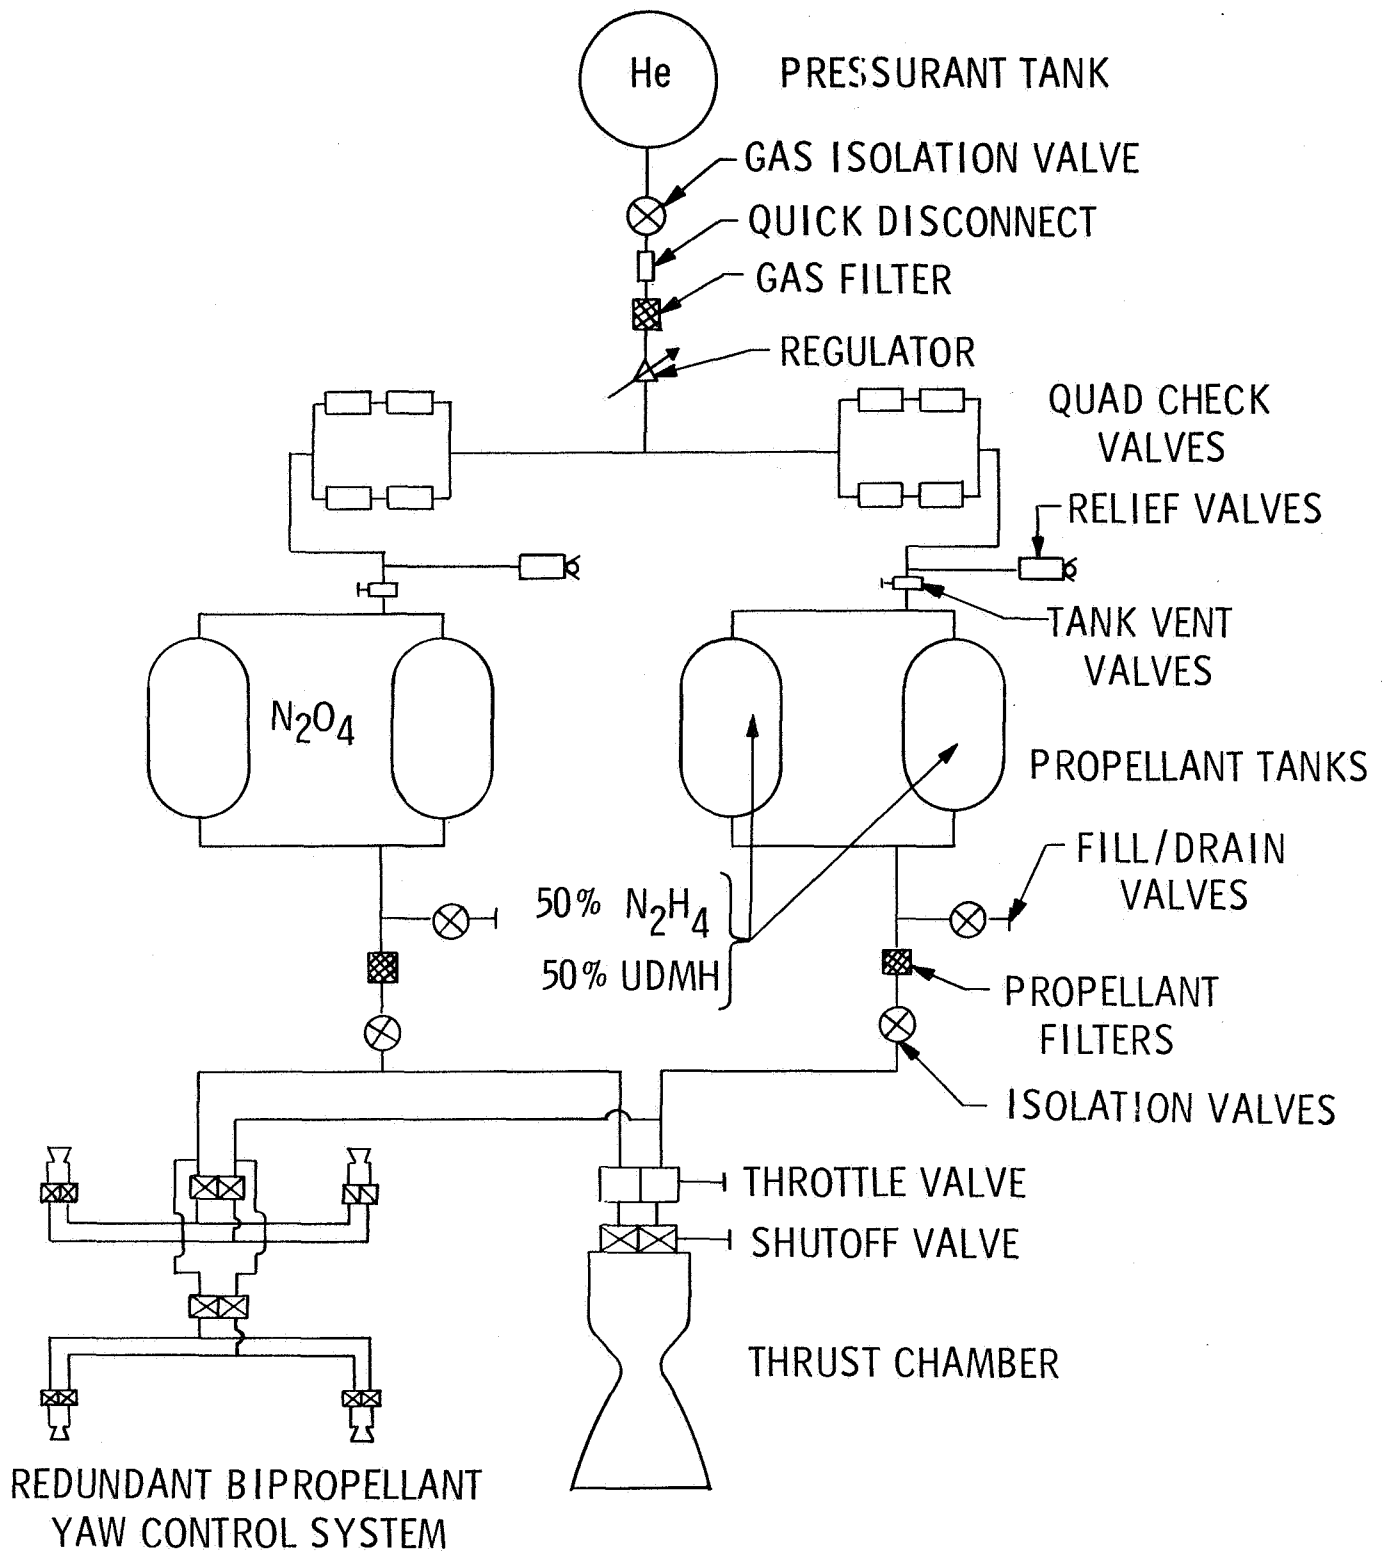 He
PRESSURANT TANK
GAS ISOLATION VALVE
QUICK DISCONNECT
GAS FILTER
REGULATOR
QUAD CHECK
VALVES
RELIEF VALVES
TANK VENT
VALVES
N2O4
PROPELLANT TANKS
FILL/DRAIN
VALVES
50% N2H4
50% UDMH
PROPELLANT
FILTERS
ISOLATION VALVES
THROTTLE VALVE
SHUTOFF VALVE
THRUST CHAMBER
REDUNDANT BIPROPELLANT
YAW CONTROL SYSTEM